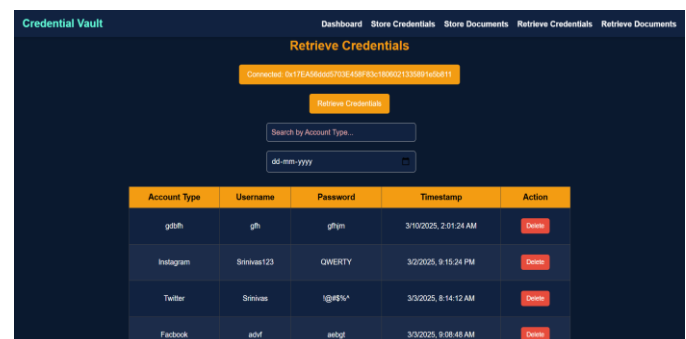 Credential Vault Dashboard Store Credentials Store Documents Retrieve Credentials Retrieve Documents
Retrieve Credentials
Connected: 
Retrieve Credentials
Search by Account Type...
dd-mm-yyyy
Account Type Username Password Timestamp Action
gdbfh gfh gfhjm 3/10/2025, 2:01:24 AM Delete
Instagram Srinivas123 QWERTY 3/2/2025, 9:15:24 PM Delete
Twitter Srinivas !@#$%^ 3/3/2025, 8:14:12 AM Delete
Facbook advf aebgt 3/3/2025, 9:08:48 AM Delete